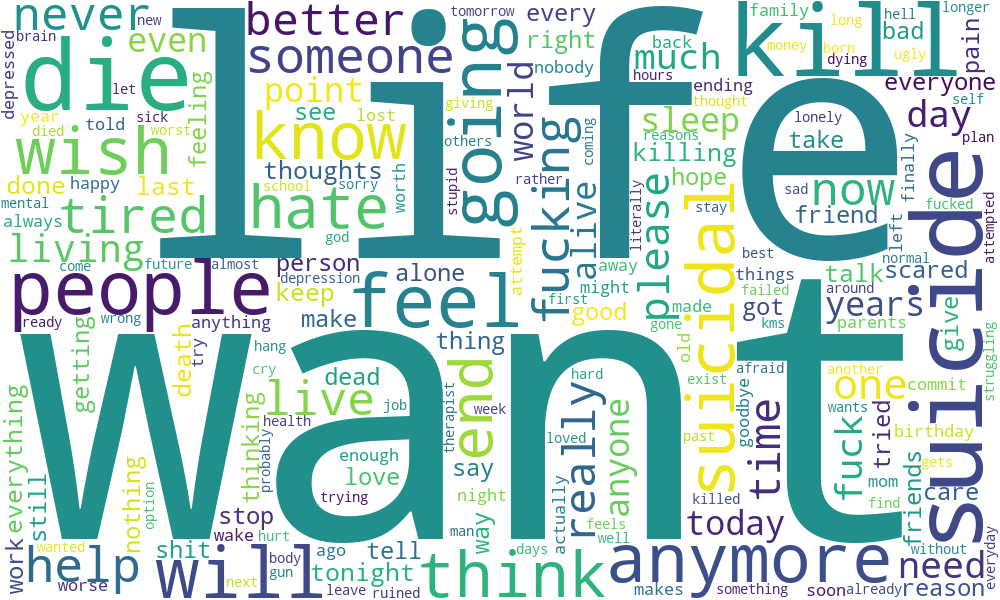 never
better
every
family
long
hell
longer
brain
new
tomorrow
life
kill
money
born
bad
ugly
dying
depressed
die
even
someone
going
right
back
much
nobody
hours
ending
thought
everyone
pain
self
let
feeling
point
thoughts
see
lost
giving
world
year
told
sick
died
worst
wish
know
others
coming
sleep
reasons
lonely
take
day
plan
done
happy
last
mental
always
tired
hate
school
sorry
worth
god
stupid
rather
fucking
alive
literally
killing
hope
stay
please
suicidal
sad
now
friend
left
finally
fucked
attempted
suicide
living
come
future
almost
person
depression
alone
attempt
away
might
best
things
talk
normal
scared
people
ready
wrong
anything
keep
make
feel
first
good
made
gone
got
failed
kms
around
years
parents
give
struggling
want
getting
death
try
hang
cry
dead
thing
end
hard
old
exist
afraid
another
one
commit
live
job
therapist
week
really
anyone
past
goodbye
time
wants
fuck
tried
birthday
everything
thinking
probably
health
enough
love
trying
say
loved
mom
gets
friends
find
care
still
nothing
option
night
way
actually
feels
well
killed
work
wanted
shit
stop
wake
hurt
man
days
today
without
everyday
help
worse
will
next
body
gun
ago
leave
tonight
ruined
tell
think
anymore
makes
something
soon
already
need
reason